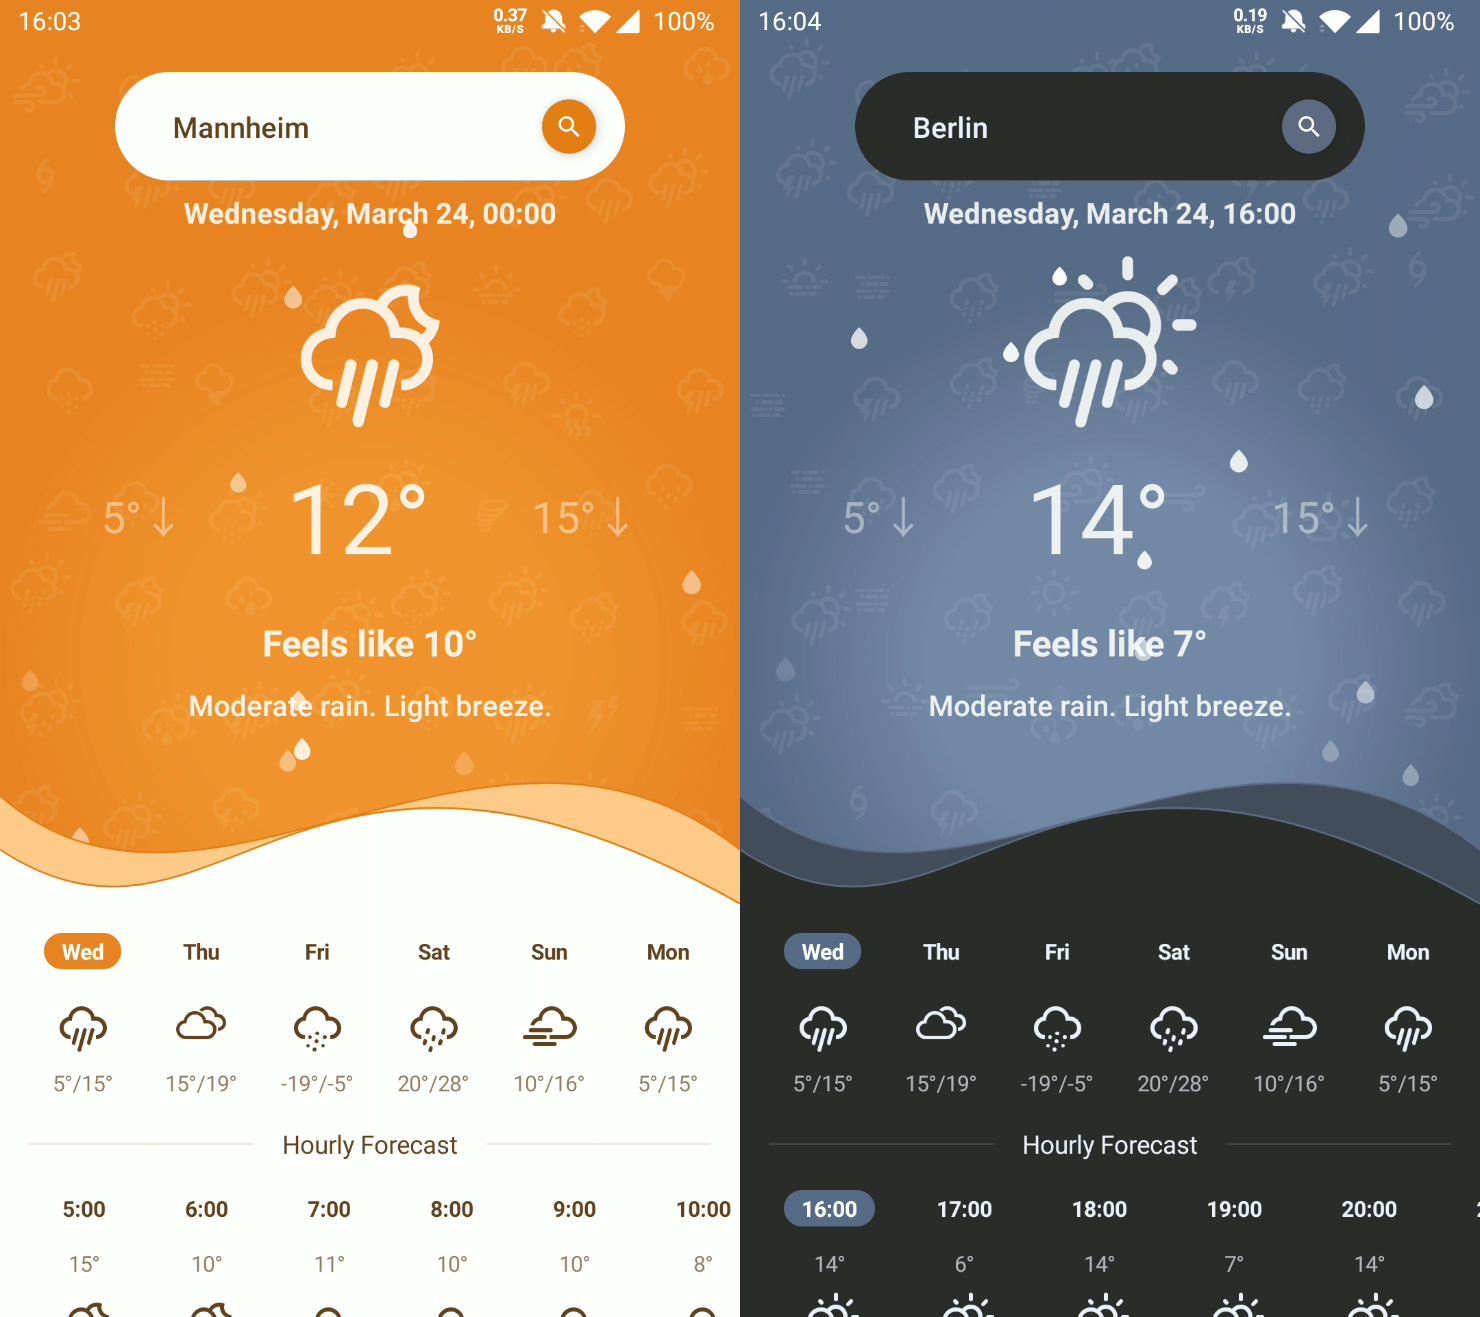 16:03 0.37 KB/S 100%
Mannheim
Wednesday, March 24, 00:00
5° 12° 15°
Feels like 10°
Moderate rain. Light breeze.
Wed Thu Fri Sat Sun Mon
5°/15° 15°/19° -19°/-5° 20°/28° 10°/16° 5°/15°
Hourly Forecast
5:00 6:00 7:00 8:00 9:00 10:00
15° 10° 11° 10° 10° 8°
16:04 0.19 KB/S 100%
Berlin
Wednesday, March 24, 16:00
5° 14° 15°
Feels like 7°
Moderate rain. Light breeze.
Wed Thu Fri Sat Sun Mon
5°/15° 15°/19° -19°/-5° 20°/28° 10°/16° 5°/15°
Hourly Forecast
16:00 17:00 18:00 19:00 20:00
14° 6° 14° 7° 14°